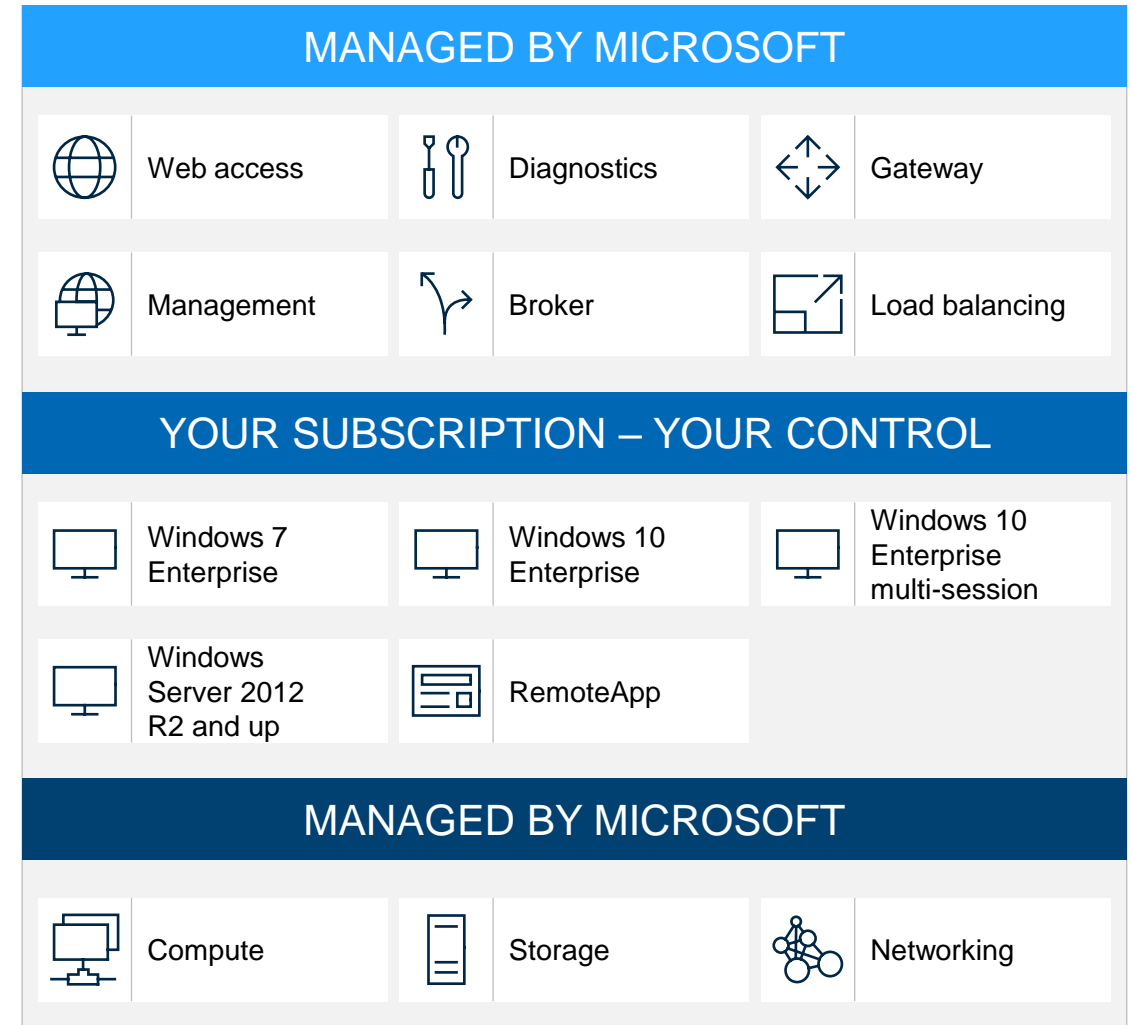 MANAGED BY MICROSOFT
Web access
Diagnostics
Gateway
Management
Broker
Load balancing
YOUR SUBSCRIPTION – YOUR CONTROL
Windows 7
Enterprise
Windows 10
Enterprise
Windows 10
Enterprise
multi-session
Windows
Server 2012
R2 and up
RemoteApp
MANAGED BY MICROSOFT
Compute
Storage
Networking